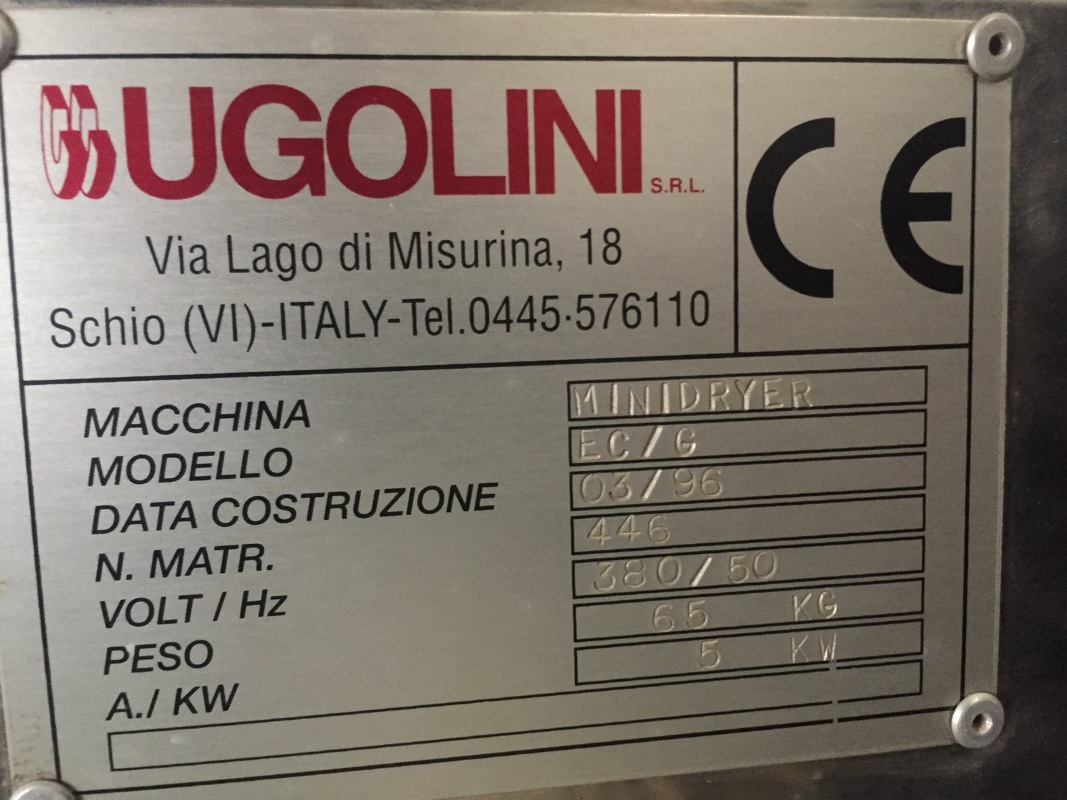 UGOLINI S.R.L.
Via Lago di Misurina, 18
Schio (VI)-ITALY-Tel.0445·576110
CE
MACCHINA MINIDRYER
MODELLO EC/G
DATA COSTRUZIONE 03/96
N. MATR. 446
VOLT / Hz 380/50
PESO 65 KG
A./ KW 5 KW